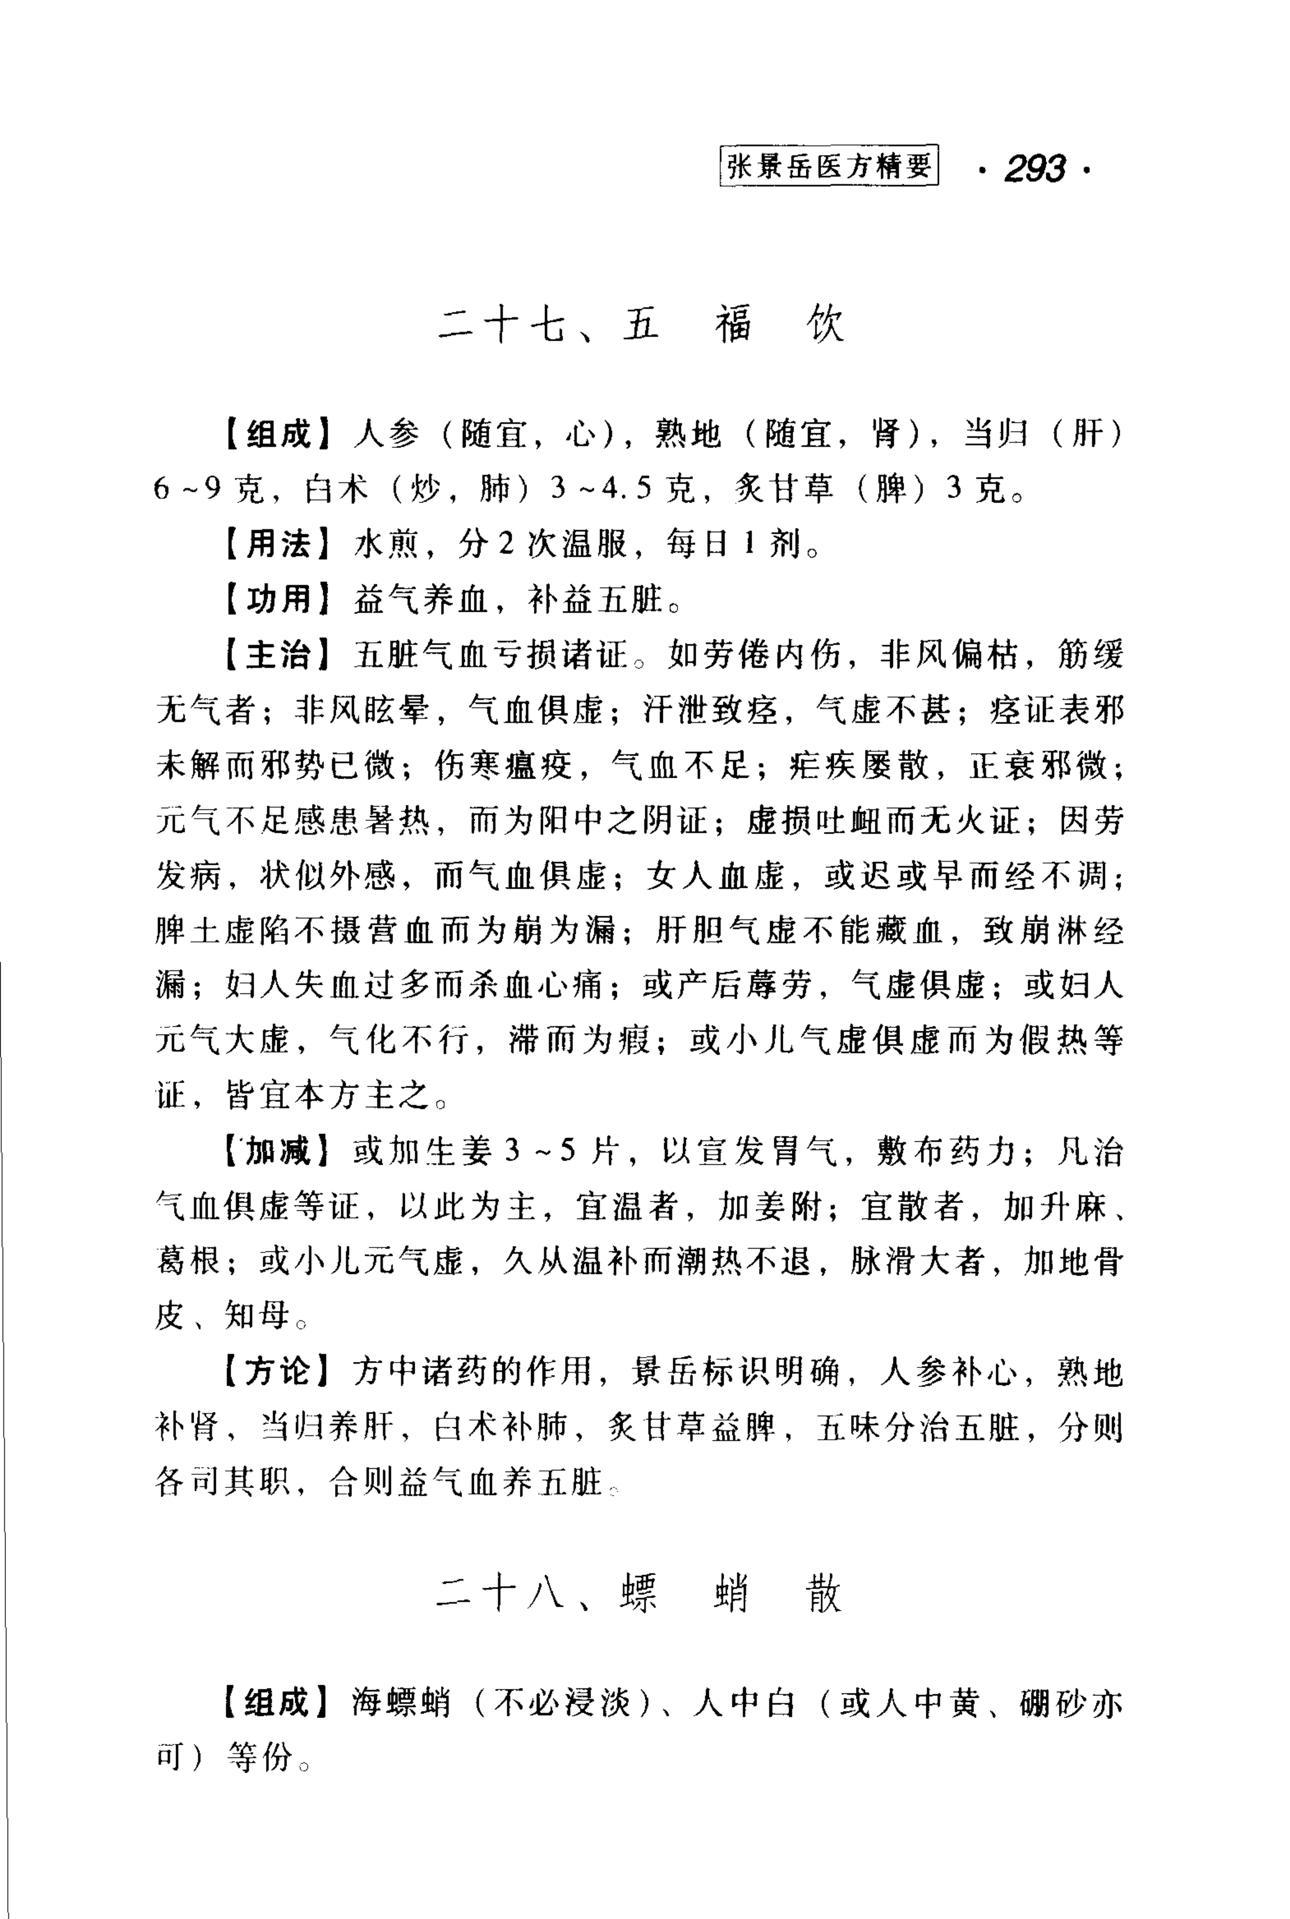 张景岳医方精要 · 293 ·
二十七、五 福 饮
【组成】人参（随宜，心），熟地（随宜，肾），当归（肝）
6～9克，白术（炒，肺）3～4.5克，炙甘草（脾）3克。
【用法】水煎，分2次温服，每日1剂。
【功用】益气养血，补益五脏。
【主治】五脏气血亏损诸证。如劳倦内伤，非风偏枯，筋缓
无气者；非风眩晕，气血俱虚；汗泄致痉，气虚不甚；痉证表邪
未解而邪势已微；伤寒瘟疫，气血不足；疟疾屡散，正衰邪微；
元气不足感患暑热，而为阳中之阴证；虚损吐衄而无火证；因劳
发病，状似外感，而气血俱虚；女人血虚，或迟或早而经不调；
脾土虚陷不摄营血而为崩为漏；肝胆气虚不能藏血，致崩淋经
漏；妇人失血过多而杀血心痛；或产后蓐劳，气虚俱虚；或妇人
元气大虚，气化不行，滞而为瘕；或小儿气虚俱虚而为假热等
证，皆宜本方主之。
【加减】或加生姜3～5片，以宣发胃气，敷布药力；凡治
气血俱虚等证，以此为主，宜温者，加姜附；宜散者，加升麻、
葛根；或小儿元气虚，久从温补而潮热不退，脉滑大者，加地骨
皮、知母。
【方论】方中诸药的作用，景岳标识明确，人参补心，熟地
补肾，当归养肝，白术补肺，炙甘草益脾，五味分治五脏，分则
各司其职，合则益气血养五脏。
二十八、螵 蛸 散
【组成】海螵蛸（不必浸淡）、人中白（或人中黄、硼砂亦
可）等份。